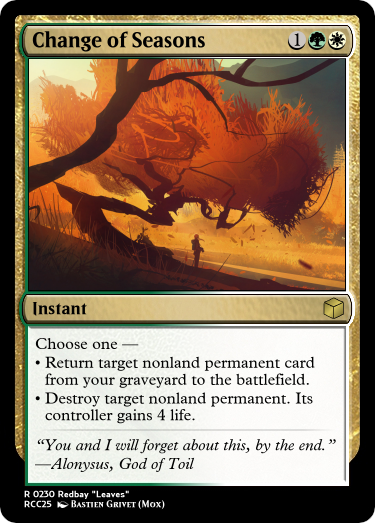 Change of Seasons 1
Instant
Choose one —
• Return target nonland permanent card
from your graveyard to the battlefield.
• Destroy target nonland permanent. Its
controller gains 4 life.
“You and I will forget about this, by the end.”
—Alonysus, God of Toil
R 0230 Redbay "Leaves"
RCC25 Bastien Grivet (Mox)